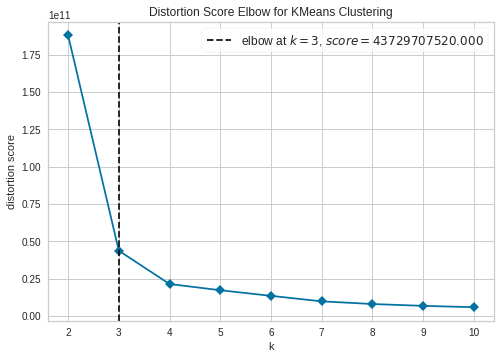 Distortion Score Elbow for KMeans Clustering
1e11
elbow at k = 3, score = 43729707520.000
1.75
1.50
1.25
1.00
0.75
0.50
0.25
0.00
distortion score
2 3 4 5 6 7 8 9 10
k